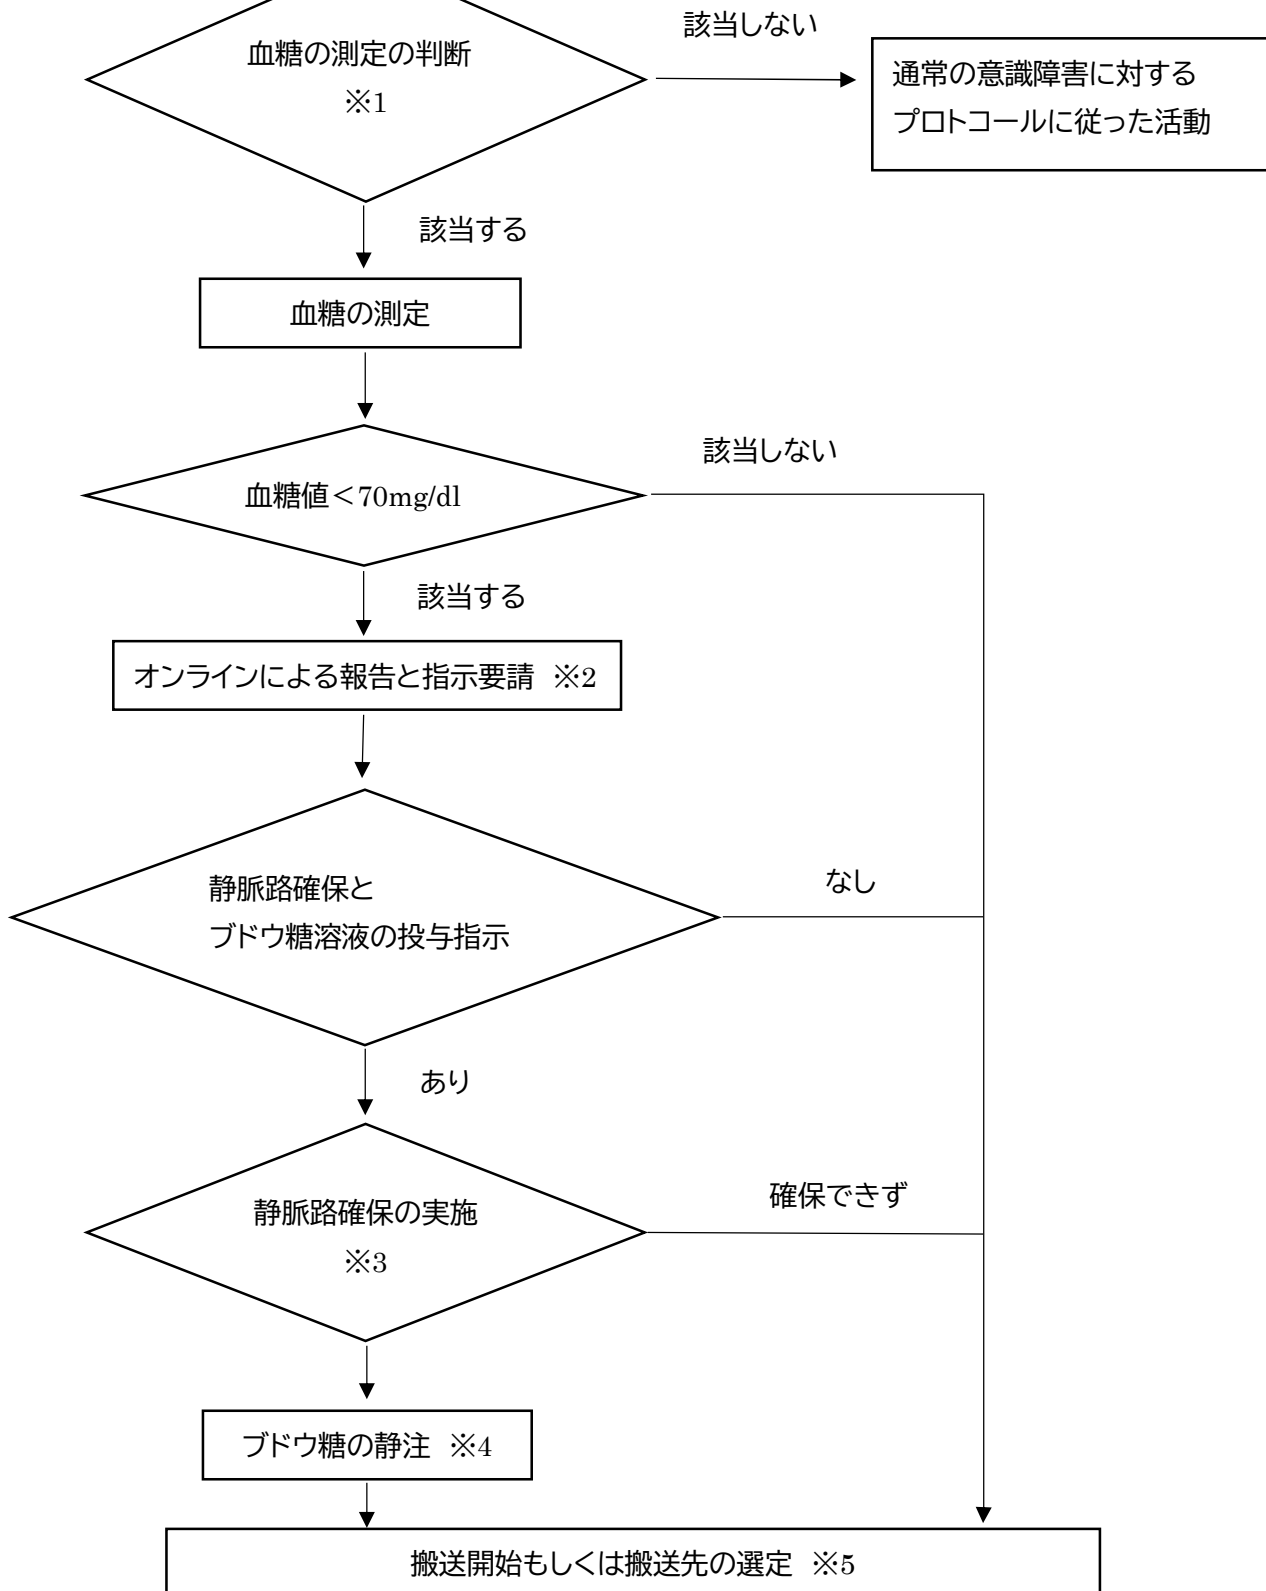 該当しない
血糖の測定の判断
※1
通常の意識障害に対する
プロトコールに従った活動
該当する
血糖の測定
該当しない
血糖値<70mg/dl
該当する
オンラインによる報告と指示要請 ※2
静脈路確保と
ブドウ糖溶液の投与指示
なし
あり
静脈路確保の実施
※3
確保できず
ブドウ糖の静注 ※4
搬送開始もしくは搬送先の選定 ※5